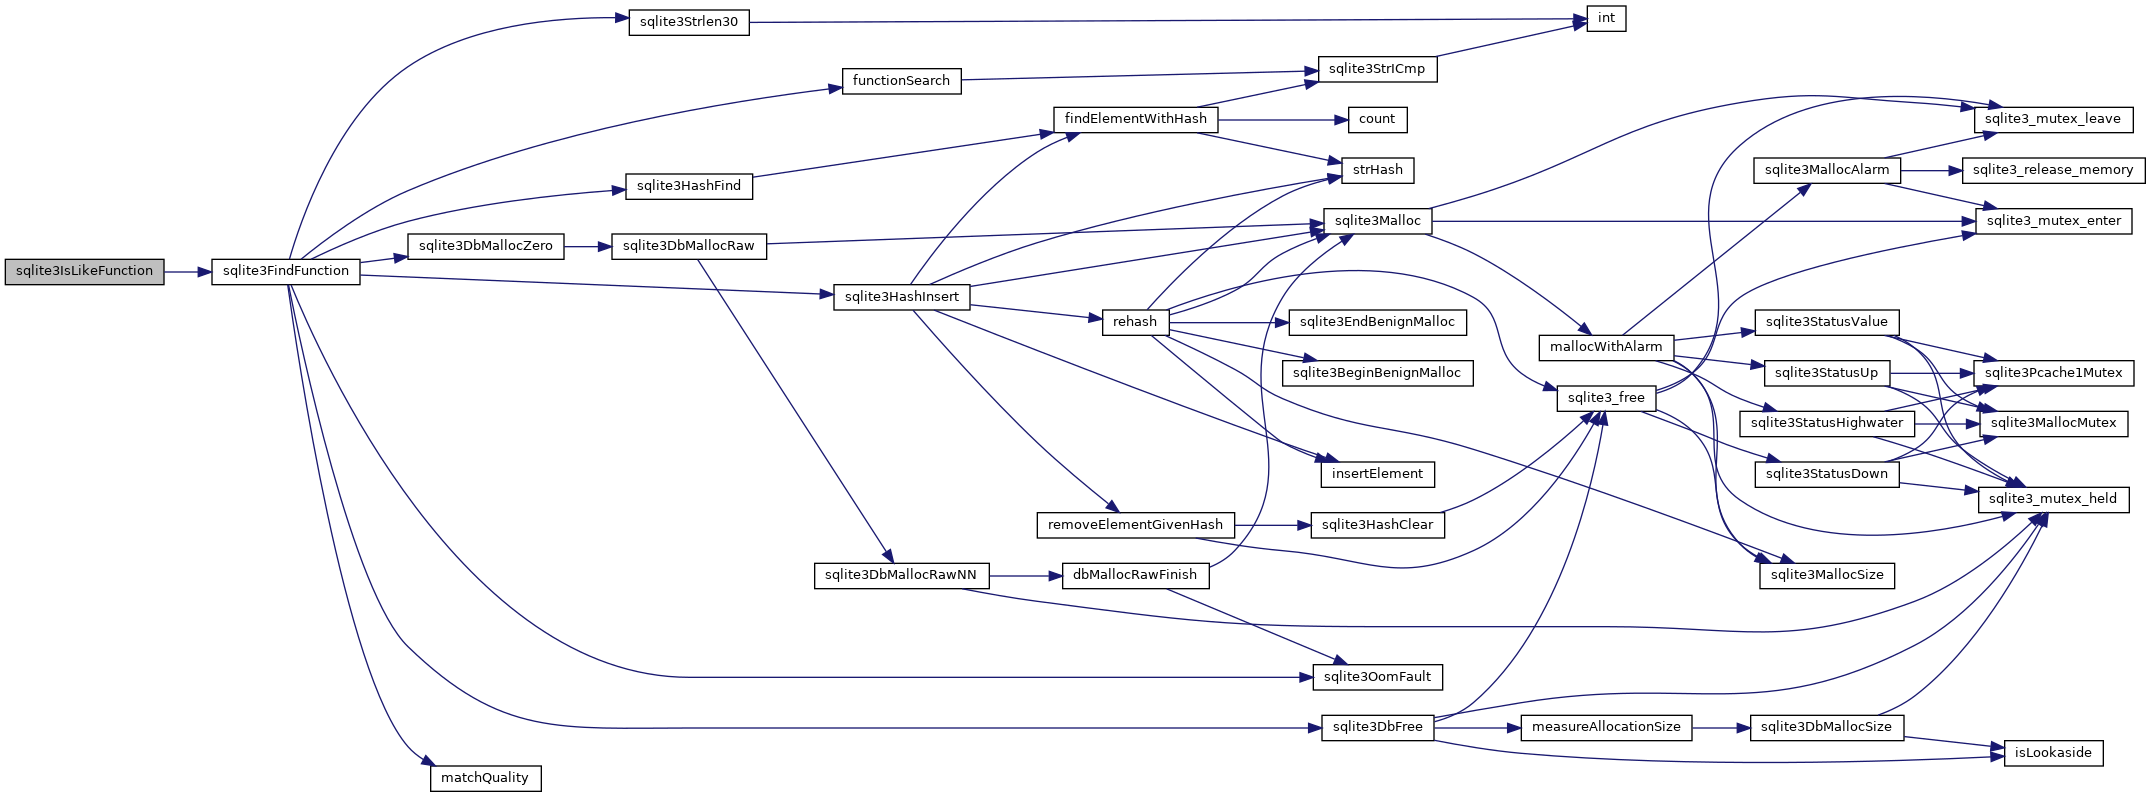 sqlite3IsLikeFunction
sqlite3FindFunction
sqlite3Strlen30
int
functionSearch
sqlite3StrICmp
sqlite3HashFind
findElementWithHash
count
strHash
sqlite3DbMallocZero
sqlite3DbMallocRaw
sqlite3Malloc
sqlite3HashInsert
rehash
sqlite3EndBenignMalloc
sqlite3BeginBenignMalloc
insertElement
removeElementGivenHash
sqlite3HashClear
sqlite3DbMallocRawNN
dbMallocRawFinish
sqlite3OomFault
sqlite3DbFree
measureAllocationSize
sqlite3DbMallocSize
isLookaside
matchQuality
mallocWithAlarm
sqlite3_free
sqlite3MallocAlarm
sqlite3_mutex_leave
sqlite3_release_memory
sqlite3_mutex_enter
sqlite3StatusValue
sqlite3StatusUp
sqlite3StatusHighwater
sqlite3StatusDown
sqlite3Pcache1Mutex
sqlite3MallocMutex
sqlite3_mutex_held
sqlite3MallocSize